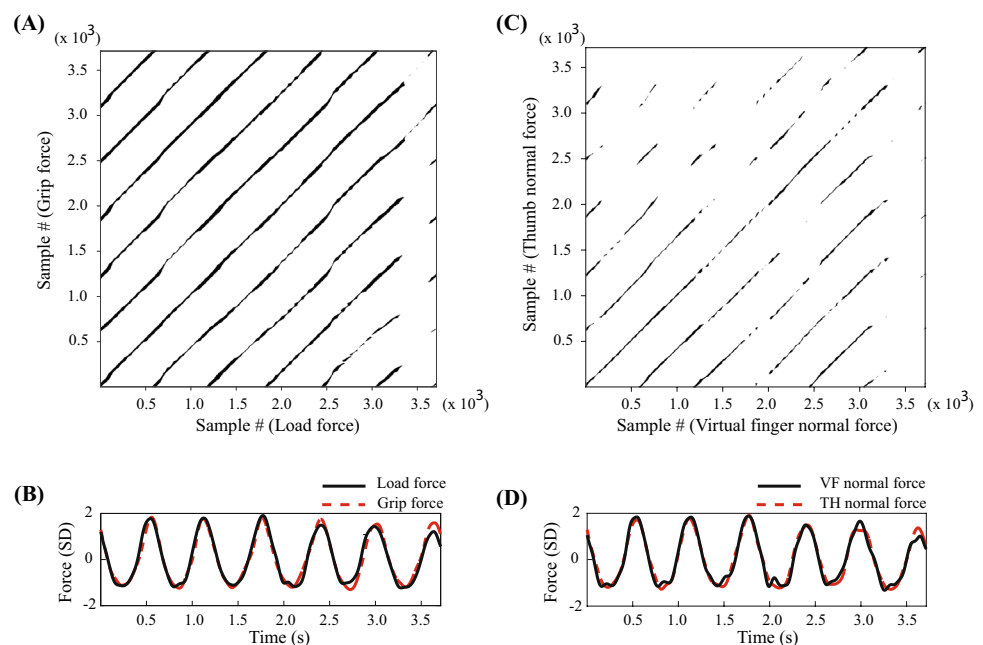 (A)
(x 10³)
3.5
3.0
2.5
2.0
1.5
1.0
0.5
Sample # (Grip force)
0.5 1.0 1.5 2.0 2.5 3.0 (x 10³)
Sample # (Load force)
(C)
(x 10³)
3.5
3.0
2.5
2.0
1.5
1.0
0.5
Sample # (Thumb normal force)
0.5 1.0 1.5 2.0 2.5 3.0 (x 10³)
Sample # (Virtual finger normal force)
(B)
Load force
Grip force
2
0
-2
Force (SD)
0.5 1.0 1.5 2.0 2.5 3.0 3.5
Time (s)
(D)
VF normal force
TH normal force
2
0
-2
Force (SD)
0.5 1.0 1.5 2.0 2.5 3.0 3.5
Time (s)